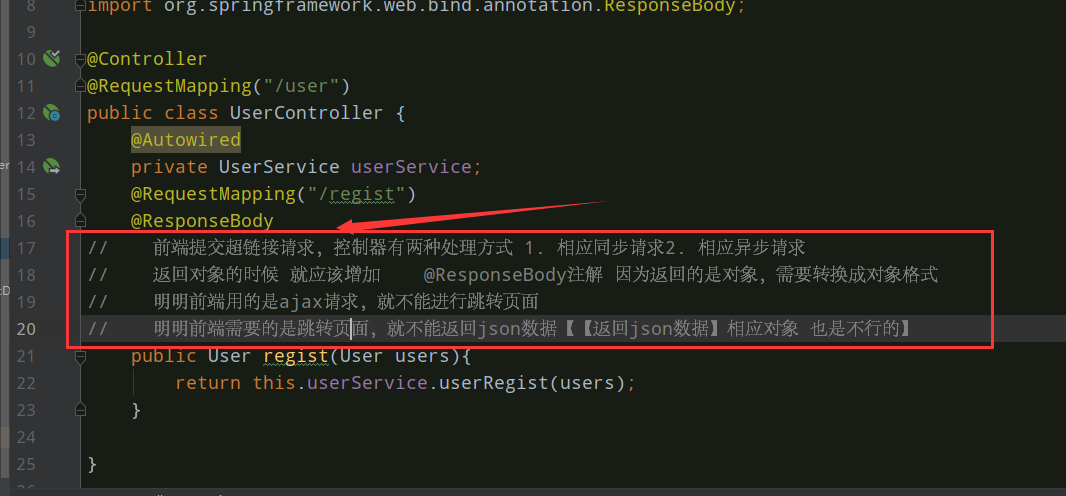 8 import org.springframework.web.bind.annotation.ResponseBody;
9
10 @Controller
11 @RequestMapping("/user")
12 public class UserController {
13 @Autowired
er 14 private UserService userService;
15 @RequestMapping("/regist")
16 @ResponseBody
17 // 前端提交超链接请求，控制器有两种处理方式 1. 相应同步请求2. 相应异步请求
18 // 返回对象的时候 就应该增加 @ResponseBody注解 因为返回的是对象，需要转换成对象格式
cD 19 // 明明前端用的是ajax请求，就不能进行跳转页面
20 // 明明前端需要的是跳转页面，就不能返回json数据【【返回json数据】相应对象 也是不行的】
21 public User regist(User users){
22 return this.userService.userRegist(users);
23 }
24
25 }